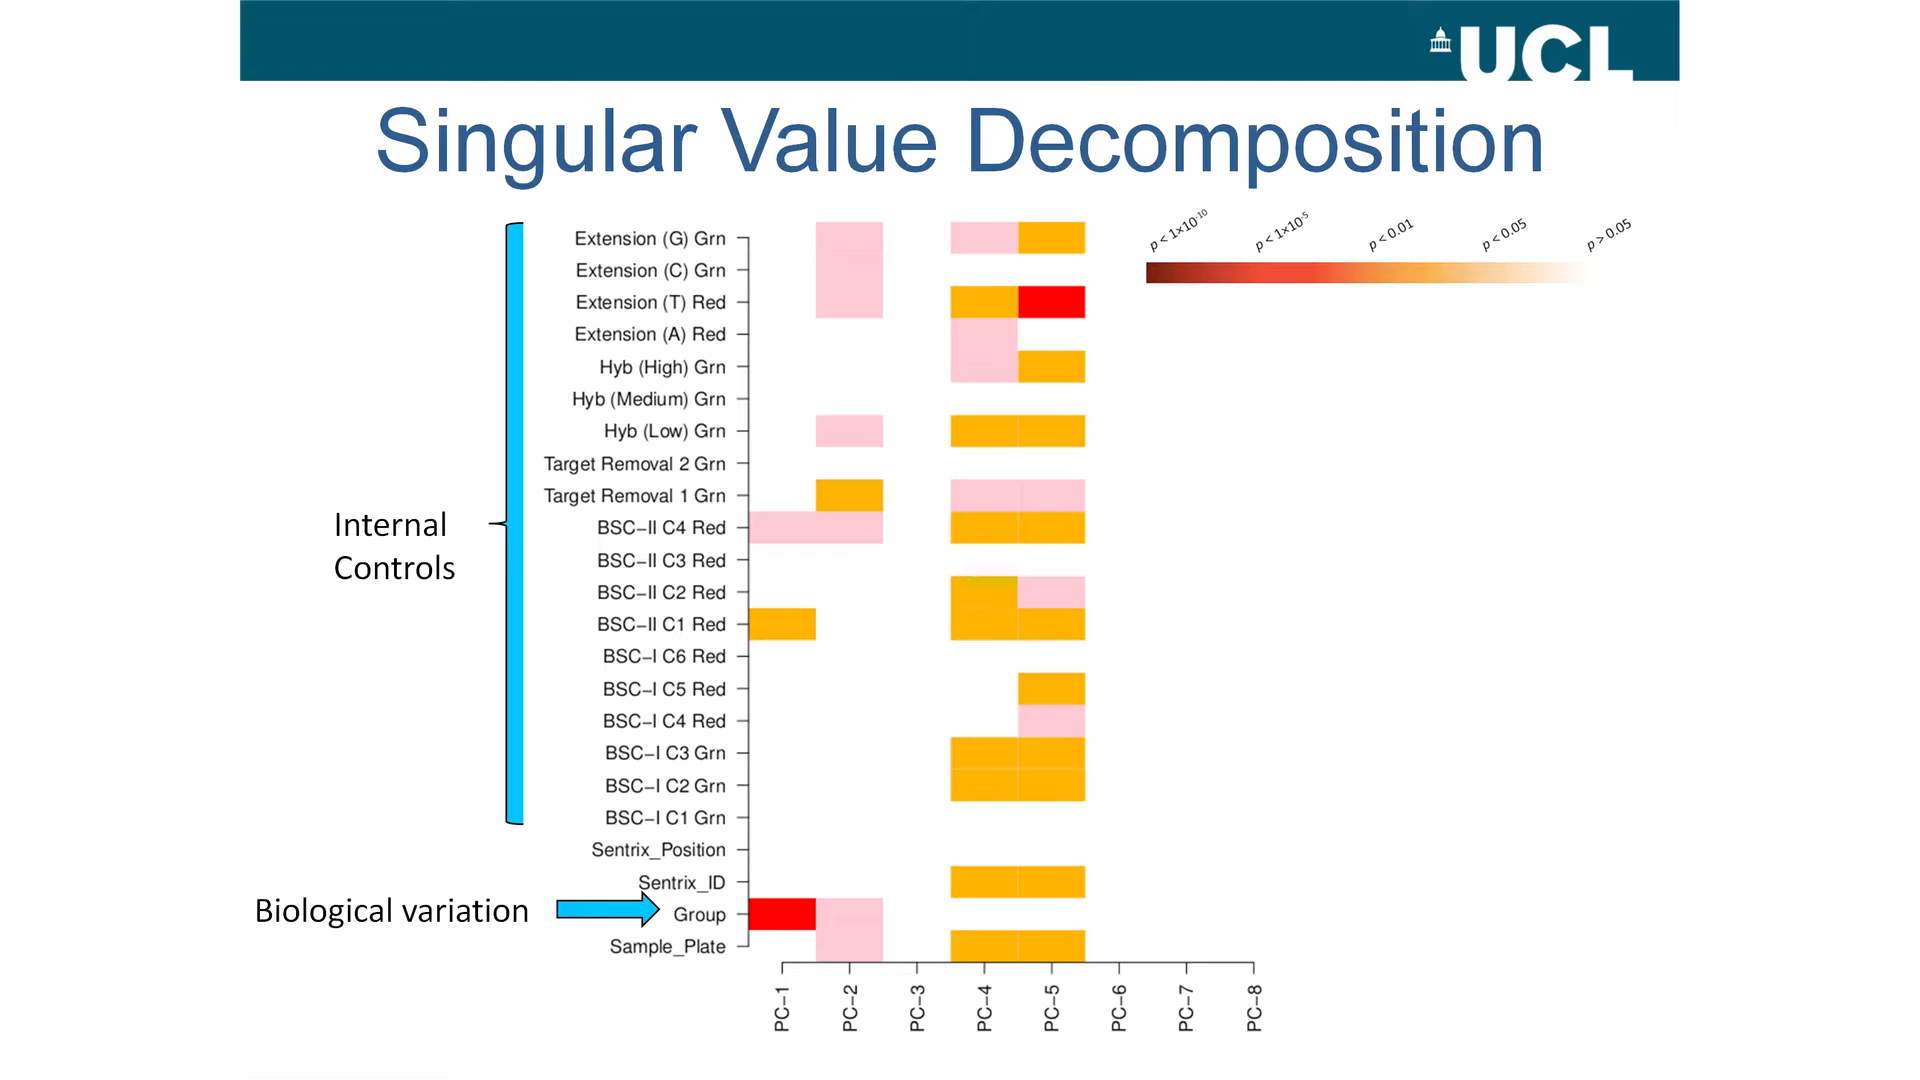 UCL
Singular Value Decomposition
p < 1×10-10
p < 1×10-5
p < 0.01
p < 0.05
p > 0.05
Extension (G) Grn
Extension (C) Grn
Extension (T) Red
Extension (A) Red
Hyb (High) Grn
Hyb (Medium) Grn
Hyb (Low) Grn
Target Removal 2 Grn
Target Removal 1 Grn
BSC−II C4 Red
BSC−II C3 Red
BSC−II C2 Red
BSC−II C1 Red
BSC−I C6 Red
BSC−I C5 Red
BSC−I C4 Red
BSC−I C3 Grn
BSC−I C2 Grn
BSC−I C1 Grn
Sentrix_Position
Sentrix_ID
Group
Sample_Plate
Internal
Controls
Biological variation
PC−1
PC−2
PC−3
PC−4
PC−5
PC−6
PC−7
PC−8